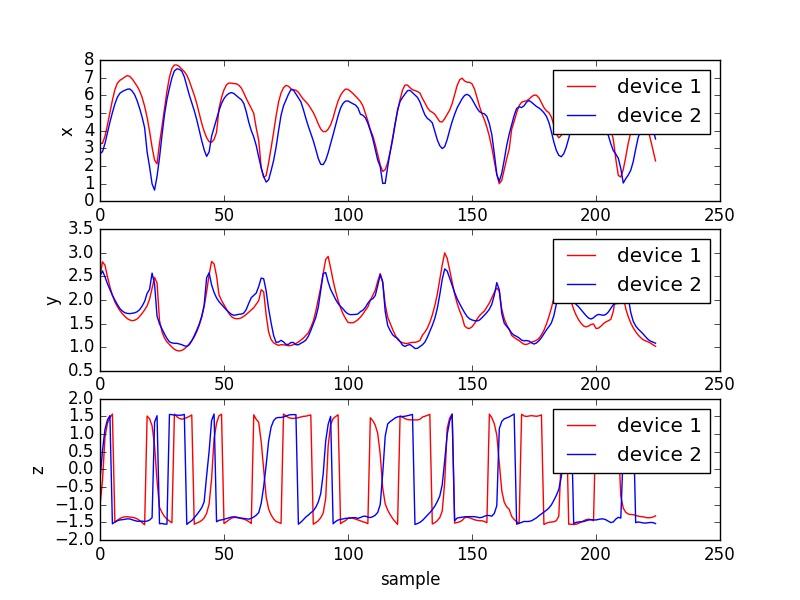 8
7
6
5
4
3
2
1
0
x
device 1
device 2
0 50 100 150 200 250
3.5
3.0
2.5
2.0
1.5
1.0
0.5
y
device 1
device 2
0 50 100 150 200 250
2.0
1.5
1.0
0.5
0.0
−0.5
−1.0
−1.5
−2.0
z
device 1
device 2
0 50 100 150 200 250
sample